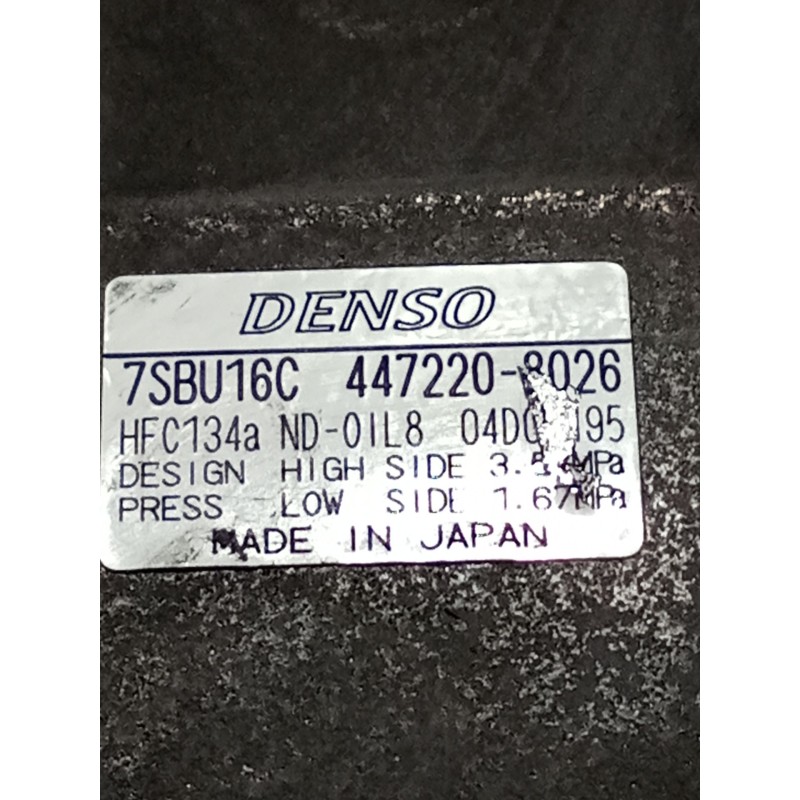 DENSO
7SBU16C 447220-8026
HFC134a ND-OIL8
DESIGN HIGH SIDE
PRESS LOW SIDE 1.67MPa
MADE IN JAPAN